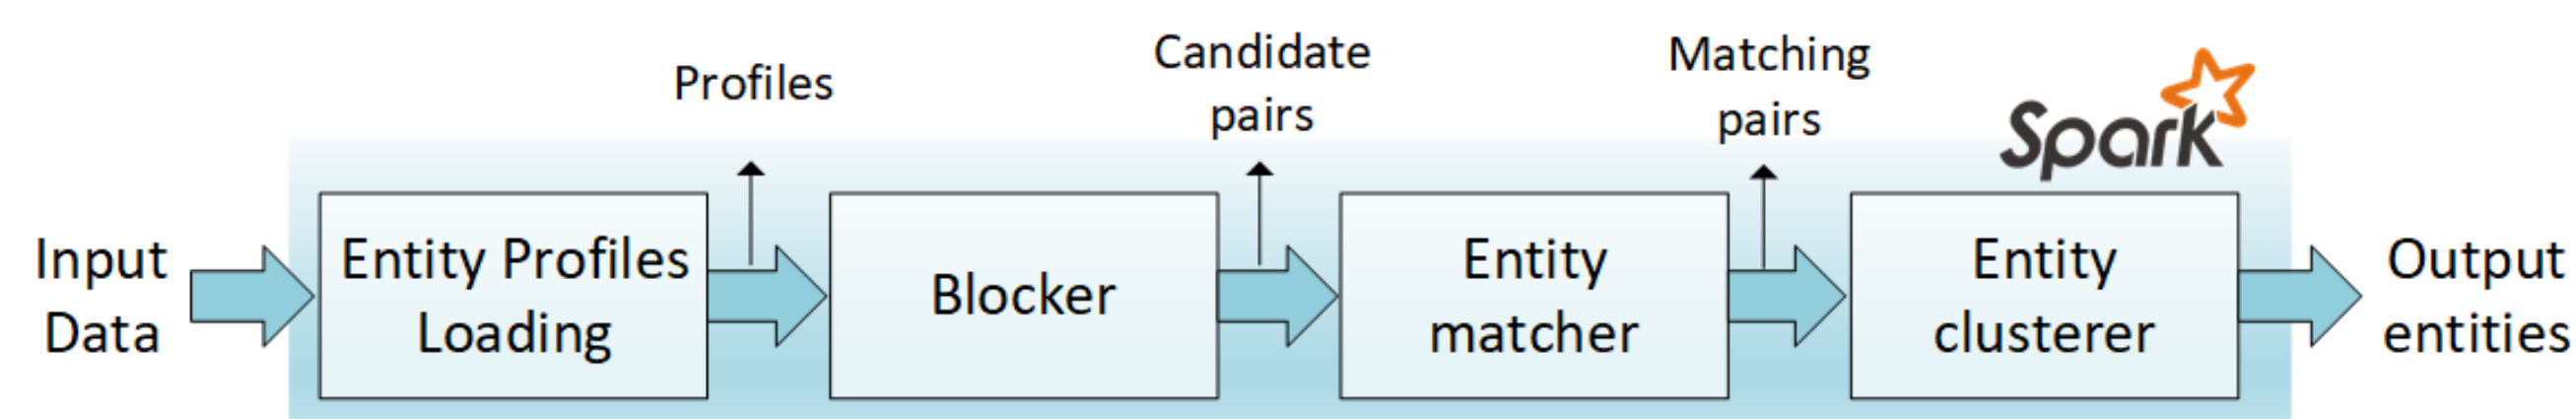 Profiles
Candidate
pairs
Matching
pairs
Spark
Input
Data
Entity Profiles
Loading
Blocker
Entity
matcher
Entity
clusterer
Output
entities